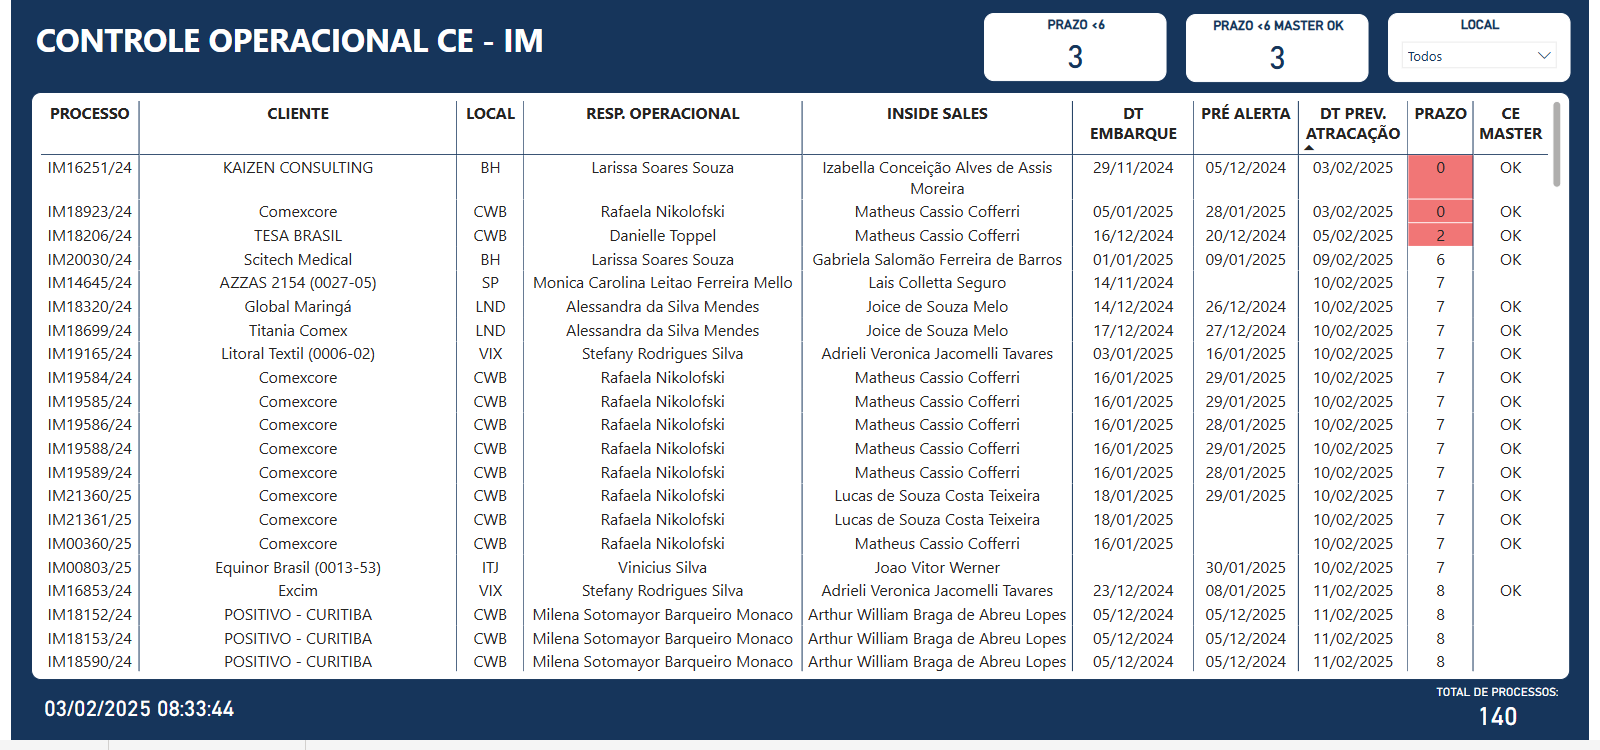 CONTROLE OPERACIONAL CE - IM
PRAZO <6
3
PRAZO <6 MASTER OK
3
LOCAL
Todos
PROCESSO CLIENTE LOCAL RESP. OPERACIONAL INSIDE SALES DT EMBARQUE PRÉ ALERTA DT PREV. ATRACAÇÃO PRAZO CE MASTER
IM16251/24 KAIZEN CONSULTING BH Larissa Soares Souza Izabella Conceição Alves de Assis Moreira 29/11/2024 05/12/2024 03/02/2025 0 OK
IM18923/24 Comexcore CWB Rafaela Nikolofski Matheus Cassio Cofferri 05/01/2025 28/01/2025 03/02/2025 0 OK
IM18206/24 TESA BRASIL CWB Danielle Toppel Matheus Cassio Cofferri 16/12/2024 20/12/2024 05/02/2025 2 OK
IM20030/24 Scitech Medical BH Larissa Soares Souza Gabriela Salomão Ferreira de Barros 01/01/2025 09/01/2025 09/02/2025 6 OK
IM14645/24 AZZAS 2154 (0027-05) SP Monica Carolina Leitao Ferreira Mello Lais Colletta Seguro 14/11/2024 10/02/2025 7
IM18320/24 Global Maringá LND Alessandra da Silva Mendes Joice de Souza Melo 14/12/2024 26/12/2024 10/02/2025 7 OK
IM18699/24 Titania Comex LND Alessandra da Silva Mendes Joice de Souza Melo 17/12/2024 27/12/2024 10/02/2025 7 OK
IM19165/24 Litoral Textil (0006-02) VIX Stefany Rodrigues Silva Adrieli Veronica Jacomelli Tavares 03/01/2025 16/01/2025 10/02/2025 7 OK
IM19584/24 Comexcore CWB Rafaela Nikolofski Matheus Cassio Cofferri 16/01/2025 29/01/2025 10/02/2025 7 OK
IM19585/24 Comexcore CWB Rafaela Nikolofski Matheus Cassio Cofferri 16/01/2025 29/01/2025 10/02/2025 7 OK
IM19586/24 Comexcore CWB Rafaela Nikolofski Matheus Cassio Cofferri 16/01/2025 28/01/2025 10/02/2025 7 OK
IM19588/24 Comexcore CWB Rafaela Nikolofski Matheus Cassio Cofferri 16/01/2025 29/01/2025 10/02/2025 7 OK
IM19589/24 Comexcore CWB Rafaela Nikolofski Matheus Cassio Cofferri 16/01/2025 28/01/2025 10/02/2025 7 OK
IM21360/25 Comexcore CWB Rafaela Nikolofski Lucas de Souza Costa Teixeira 18/01/2025 29/01/2025 10/02/2025 7 OK
IM21361/25 Comexcore CWB Rafaela Nikolofski Lucas de Souza Costa Teixeira 18/01/2025 10/02/2025 7 OK
IM00360/25 Comexcore CWB Rafaela Nikolofski Matheus Cassio Cofferri 16/01/2025 10/02/2025 7 OK
IM00803/25 Equinor Brasil (0013-53) ITJ Vinicius Silva Joao Vitor Werner 30/01/2025 10/02/2025 7
IM16853/24 Excim VIX Stefany Rodrigues Silva Adrieli Veronica Jacomelli Tavares 23/12/2024 08/01/2025 11/02/2025 8 OK
IM18152/24 POSITIVO - CURITIBA CWB Milena Sotomayor Barqueiro Monaco Arthur William Braga de Abreu Lopes 05/12/2024 05/12/2025 11/02/2025 8
IM18153/24 POSITIVO - CURITIBA CWB Milena Sotomayor Barqueiro Monaco Arthur William Braga de Abreu Lopes 05/12/2024 05/12/2024 11/02/2025 8
IM18590/24 POSITIVO - CURITIBA CWB Milena Sotomayor Barqueiro Monaco Arthur William Braga de Abreu Lopes 05/12/2024 05/12/2024 11/02/2025 8
03/02/2025 08:33:44
TOTAL DE PROCESSOS:
140